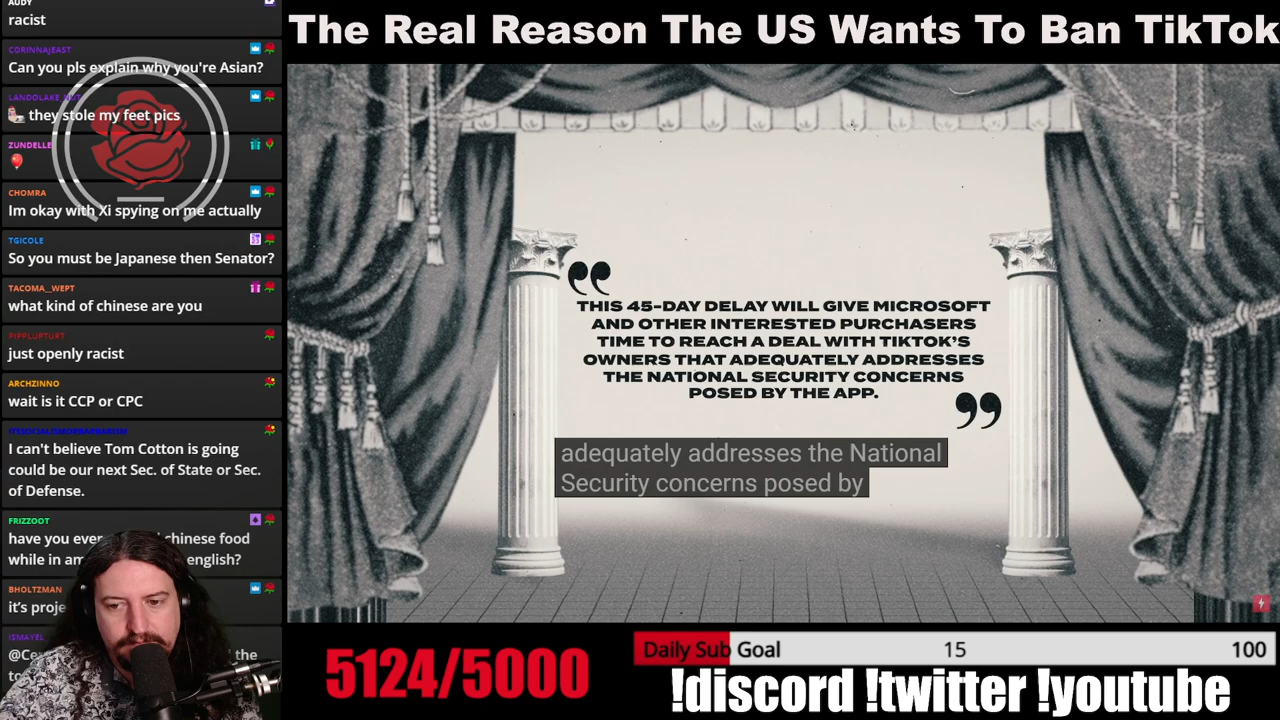 The Real Reason The US Wants To Ban TikTok
AUDY
racist
CORINNAJEAST
Can you pls explain why you're Asian?
they stole my feet pics
ZUNDELLE
CHOMRA
Im okay with Xi spying on me actually
TGICOLE
So you must be Japanese then Senator?
TACOMA_WEPT
what kind of chinese are you
PIPPLUPTURT
just openly racist
ARCHZINNO
wait is it CCP or CPC
I can't believe Tom Cotton is going
could be our next Sec. of State or Sec.
of Defense.
FRIZZOOT
have you ever chinese food
while in english?
BHOLTZMAN
it's
ISMAYEL
the
“
THIS 45-DAY DELAY WILL GIVE MICROSOFT
AND OTHER INTERESTED PURCHASERS
TIME TO REACH A DEAL WITH TIKTOK'S
OWNERS THAT ADEQUATELY ADDRESSES
THE NATIONAL SECURITY CONCERNS
POSED BY THE APP.
”
adequately addresses the National
Security concerns posed by
5124/5000
Daily Sub Goal 15 100
!discord !twitter !youtube